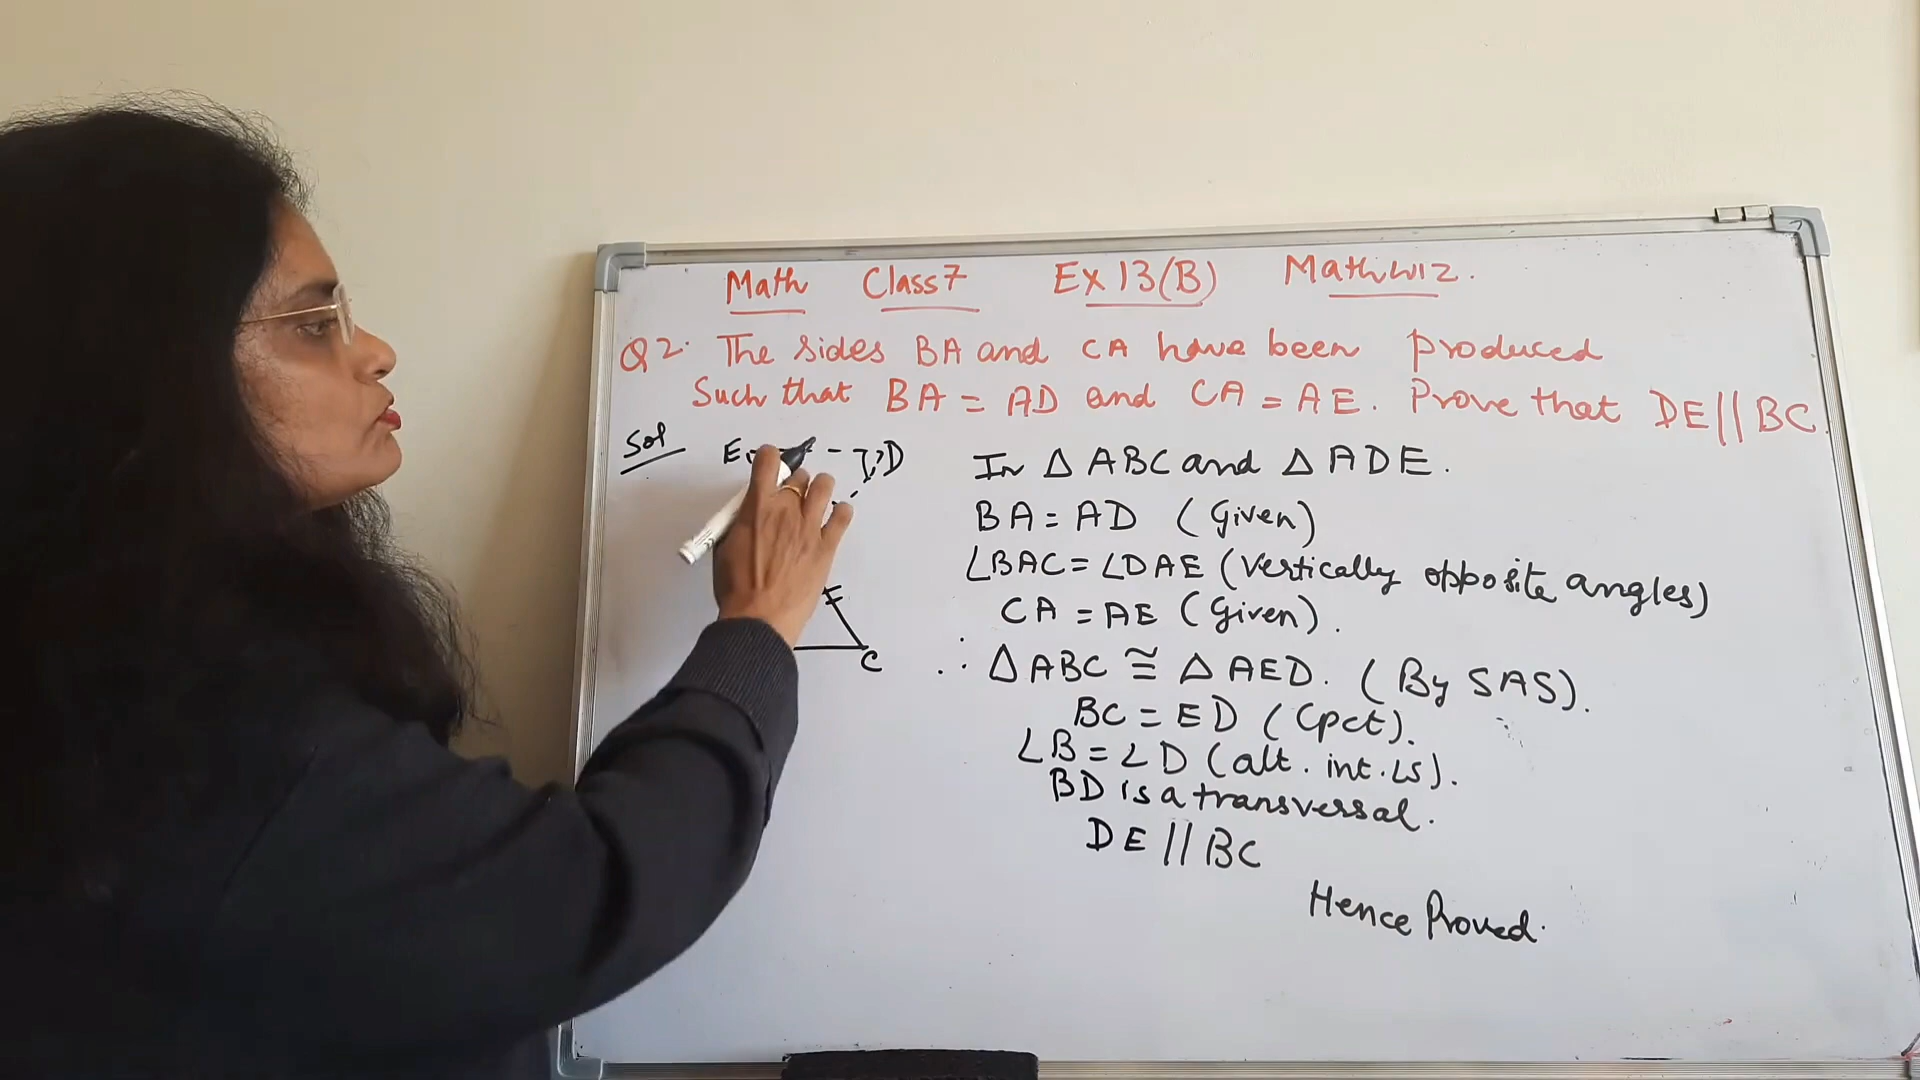 Math Class 7 Ex 13(B) Mathwiz.
Q2. The sides BA and CA have been produced
Such that BA = AD and CA = AE. Prove that DE || BC
Sol
E D
C
In △ ABC and △ ADE.
BA = AD (Given)
∠BAC = ∠DAE (Vertically opposite angles)
CA = AE (Given).
∴ △ ABC ≅ △ AED. (By SAS).
BC = ED (Cpct).
∠B = ∠D (alt. int. ∠s).
BD is a transversal.
DE || BC
Hence Proved.